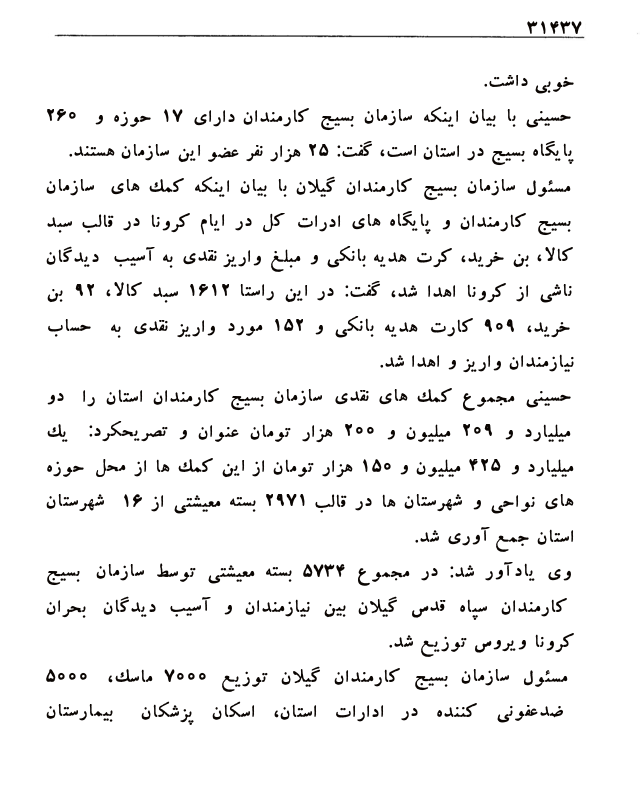 ۳۱۴۳۷
خوبی داشت.
حسینی با بیان اینکه سازمان بسیج کارمندان دارای ۱۷ حوزه و ۲۶۰
پایگاه بسیج در استان است، گفت: ۲۵ هزار نفر عضو این سازمان هستند.
مسئول سازمان بسیج کارمندان گیلان با بیان اینکه کمك های سازمان
بسیج کارمندان و پایگاه های ادرات کل در ایام کرونا در قالب سبد
کالا، بن خرید، کرت هدیه بانکی و مبلغ واریز نقدی به آسیب دیدگان
ناشی از کرونا اهدا شد، گفت: در این راستا ۱۶۱۲ سبد کالا، ۹۲ بن
خرید، ۹۰۹ کارت هدیه بانکی و ۱۵۲ مورد واریز نقدی به حساب
نیازمندان واریز و اهدا شد.
حسینی مجموع کمك های نقدی سازمان بسیج کارمندان استان را دو
میلیارد و ۲۰۹ میلیون و ۲۰۰ هزار تومان عنوان و تصریحکرد: یك
میلیارد و ۴۲۵ میلیون و ۱۵۰ هزار تومان از این کمك ها از محل حوزه
های نواحی و شهرستان ها در قالب ۲۹۷۱ بسته معیشتی از ۱۶ شهرستان
استان جمع آوری شد.
وی یادآور شد: در مجموع ۵۷۳۴ بسته معیشتی توسط سازمان بسیج
کارمندان سپاه قدس گیلان بین نیازمندان و آسیب دیدگان بحران
کرونا ویروس توزیع شد.
مسئول سازمان بسیج کارمندان گیلان توزیع ۷۰۰۰ ماسك، ۵۰۰۰
ضدعفونی کننده در ادارات استان، اسکان پزشکان بیمارستان